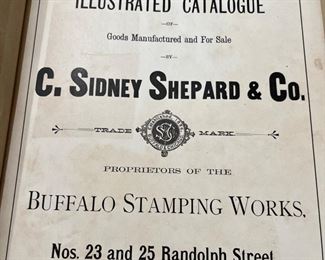 ILLUSTRATED CATALOGUE
OF
Goods Manufactured and For Sale
BY
C. SIDNEY SHEPARD & CO.
TRADE MARK.
PROPRIETORS OF THE
BUFFALO STAMPING WORKS,
Nos. 23 and 25 Randolph Street